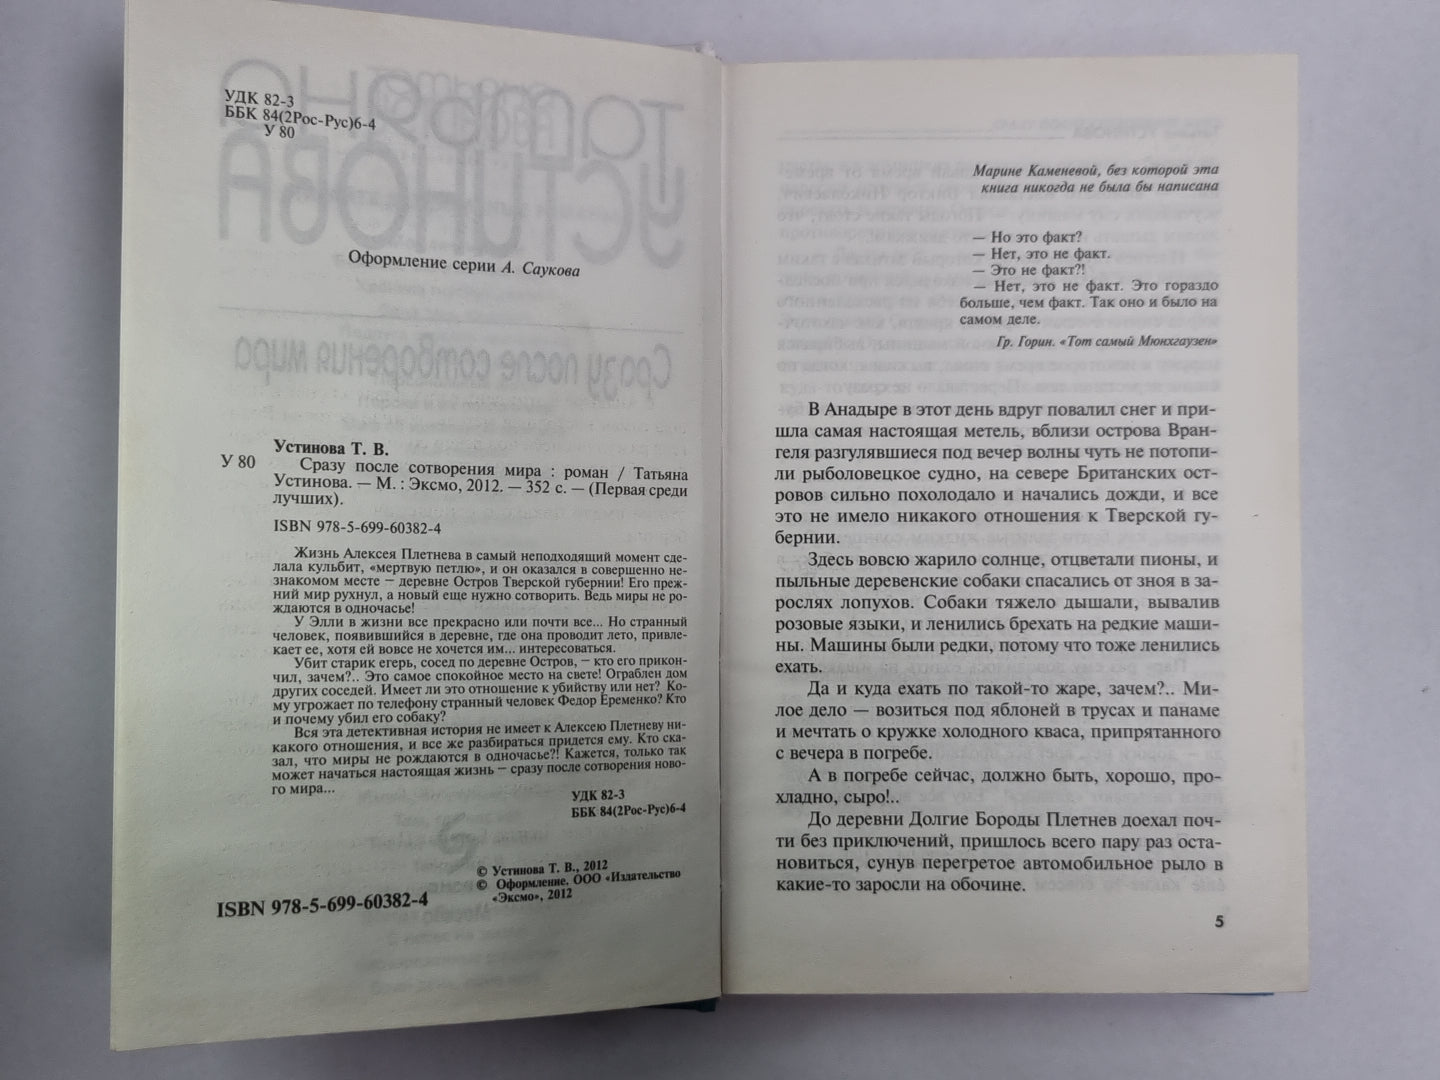 УДК 82-3
ББК 84(2Рос-Рус)6-4
У 80
Оформление серии А. Саукова
Устинова Т. В.
У 80
Сразу после сотворения мира : роман / Татьяна
Устинова. — М. : Эксмо, 2012. — 352 с. — (Первая среди
лучших).
ISBN 978-5-699-60382-4
Жизнь Алексея Плетнева в самый неподходящий момент сде-
лала кульбит, «мертвую петлю», и он оказался в совершенно не-
знакомом месте – деревне Остров Тверской губернии! Его преж-
ний мир рухнул, а новый еще нужно сотворить. Ведь миры не ро-
ждаются в одночасье!
У Элли в жизни все прекрасно или почти все... Но странный
человек, появившийся в деревне, где она проводит лето, привле-
кает ее, хотя ей вовсе не хочется им... интересоваться.
Убит старик егерь, сосед по деревне Остров, – кто его прикон-
чил, зачем?.. Это самое спокойное место на свете! Ограблен дом
других соседей. Имеет ли это отношение к убийству или нет? Ко-
му угрожает по телефону странный человек Федор Еременко? Кто
и почему убил его собаку?
Вся эта детективная история не имеет к Алексею Плетневу ни-
какого отношения, и все же разбираться придется ему. Кто ска-
зал, что миры не рождаются в одночасье?! Кажется, только так
может начаться настоящая жизнь – сразу после сотворения ново-
го мира...
УДК 82-3
ББК 84(2Рос-Рус)6-4
© Устинова Т. В., 2012
© Оформление. ООО «Издательство
«Эксмо», 2012
ISBN 978-5-699-60382-4
Марине Каменевой, без которой эта
книга никогда не была бы написана
— Но это факт?
— Нет, это не факт.
— Это не факт?!
— Нет, это не факт. Это гораздо
больше, чем факт. Так оно и было на
самом деле.
Гр. Горин. «Тот самый Мюнхгаузен»
В Анадыре в этот день вдруг повалил снег и при-
шла самая настоящая метель, вблизи острова Вран-
геля разгулявшиеся под вечер волны чуть не потопи-
ли рыболовецкое судно, на севере Британских ост-
ровов сильно похолодало и начались дожди, и все
это не имело никакого отношения к Тверской гу-
бернии.
Здесь вовсю жарило солнце, отцветали пионы, и
пыльные деревенские собаки спасались от зноя в за-
рослях лопухов. Собаки тяжело дышали, вывалив
розовые языки, и ленились брехать на редкие маши-
ны. Машины были редки, потому что тоже ленились
ехать.
Да и куда ехать по такой-то жаре, зачем?.. Ми-
лое дело — возиться под яблоней в трусах и панаме
и мечтать о кружке холодного кваса, припрятанного
с вечера в погребе.
А в погребе сейчас, должно быть, хорошо, про-
хладно, сыро!..
До деревни Долгие Бороды Плетнев доехал поч-
ти без приключений, пришлось всего пару раз оста-
новиться, сунув перегретое автомобильное рыло в
какие-то заросли на обочине.
5